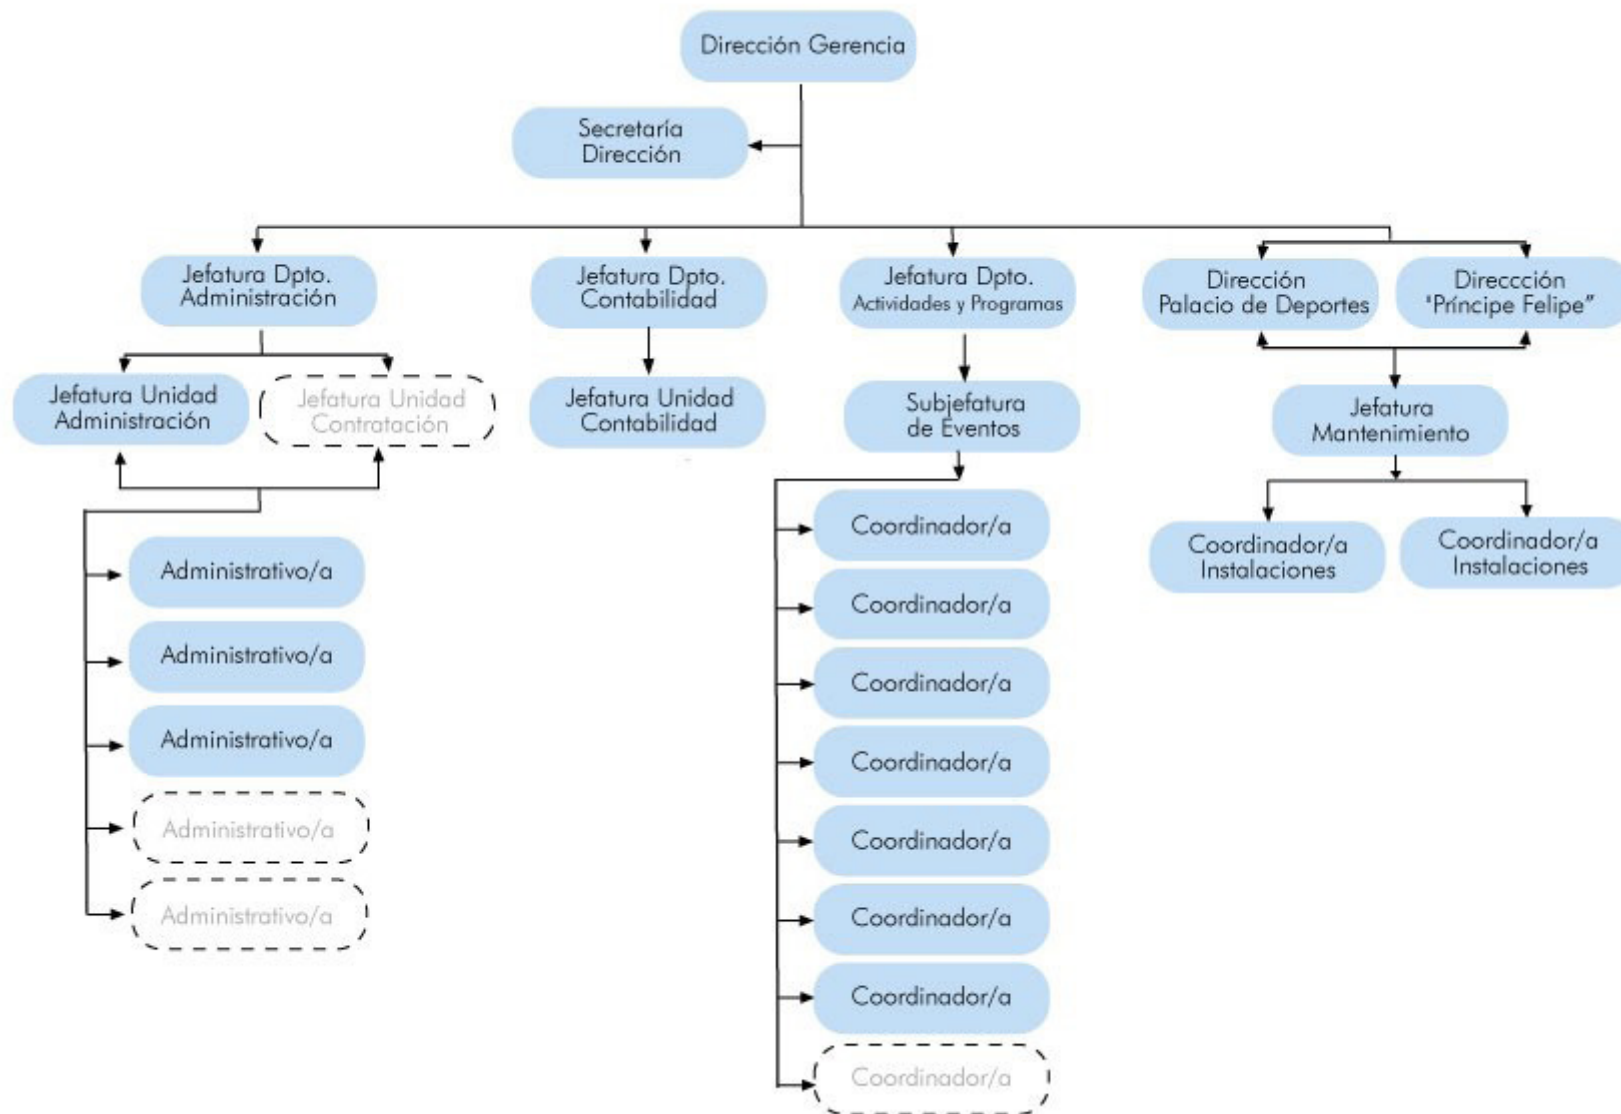 Dirección Gerencia
Secretaría
Dirección
Jefatura Dpto.
Administración
Jefatura Dpto.
Contabilidad
Jefatura Dpto.
Actividades y Programas
Dirección
Palacio de Deportes
Direccción
"Príncipe Felipe”
Jefatura Unidad
Administración
Jefatura Unidad
Contratación
Jefatura Unidad
Contabilidad
Subjefatura
de Eventos
Jefatura
Mantenimiento
Administrativo/a
Administrativo/a
Administrativo/a
Administrativo/a
Administrativo/a
Coordinador/a
Coordinador/a
Coordinador/a
Coordinador/a
Coordinador/a
Coordinador/a
Coordinador/a
Coordinador/a
Coordinador/a
Instalaciones
Coordinador/a
Instalaciones